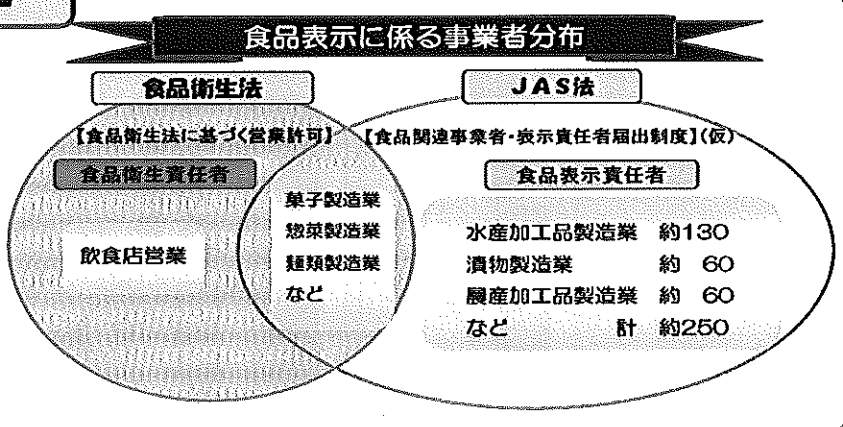 食品表示に係る事業者分布
食品衛生法
JAS法
【食品衛生法に基づく営業許可】
【食品関連事業者・表示責任者届出制度】(仮)
食品衛生責任者
食品表示責任者
菓子製造業
惣菜製造業
麺類製造業
など
飲食店営業
水産加工品製造業 約130
漬物製造業 約 60
農産加工品製造業 約 60
など 計 約250